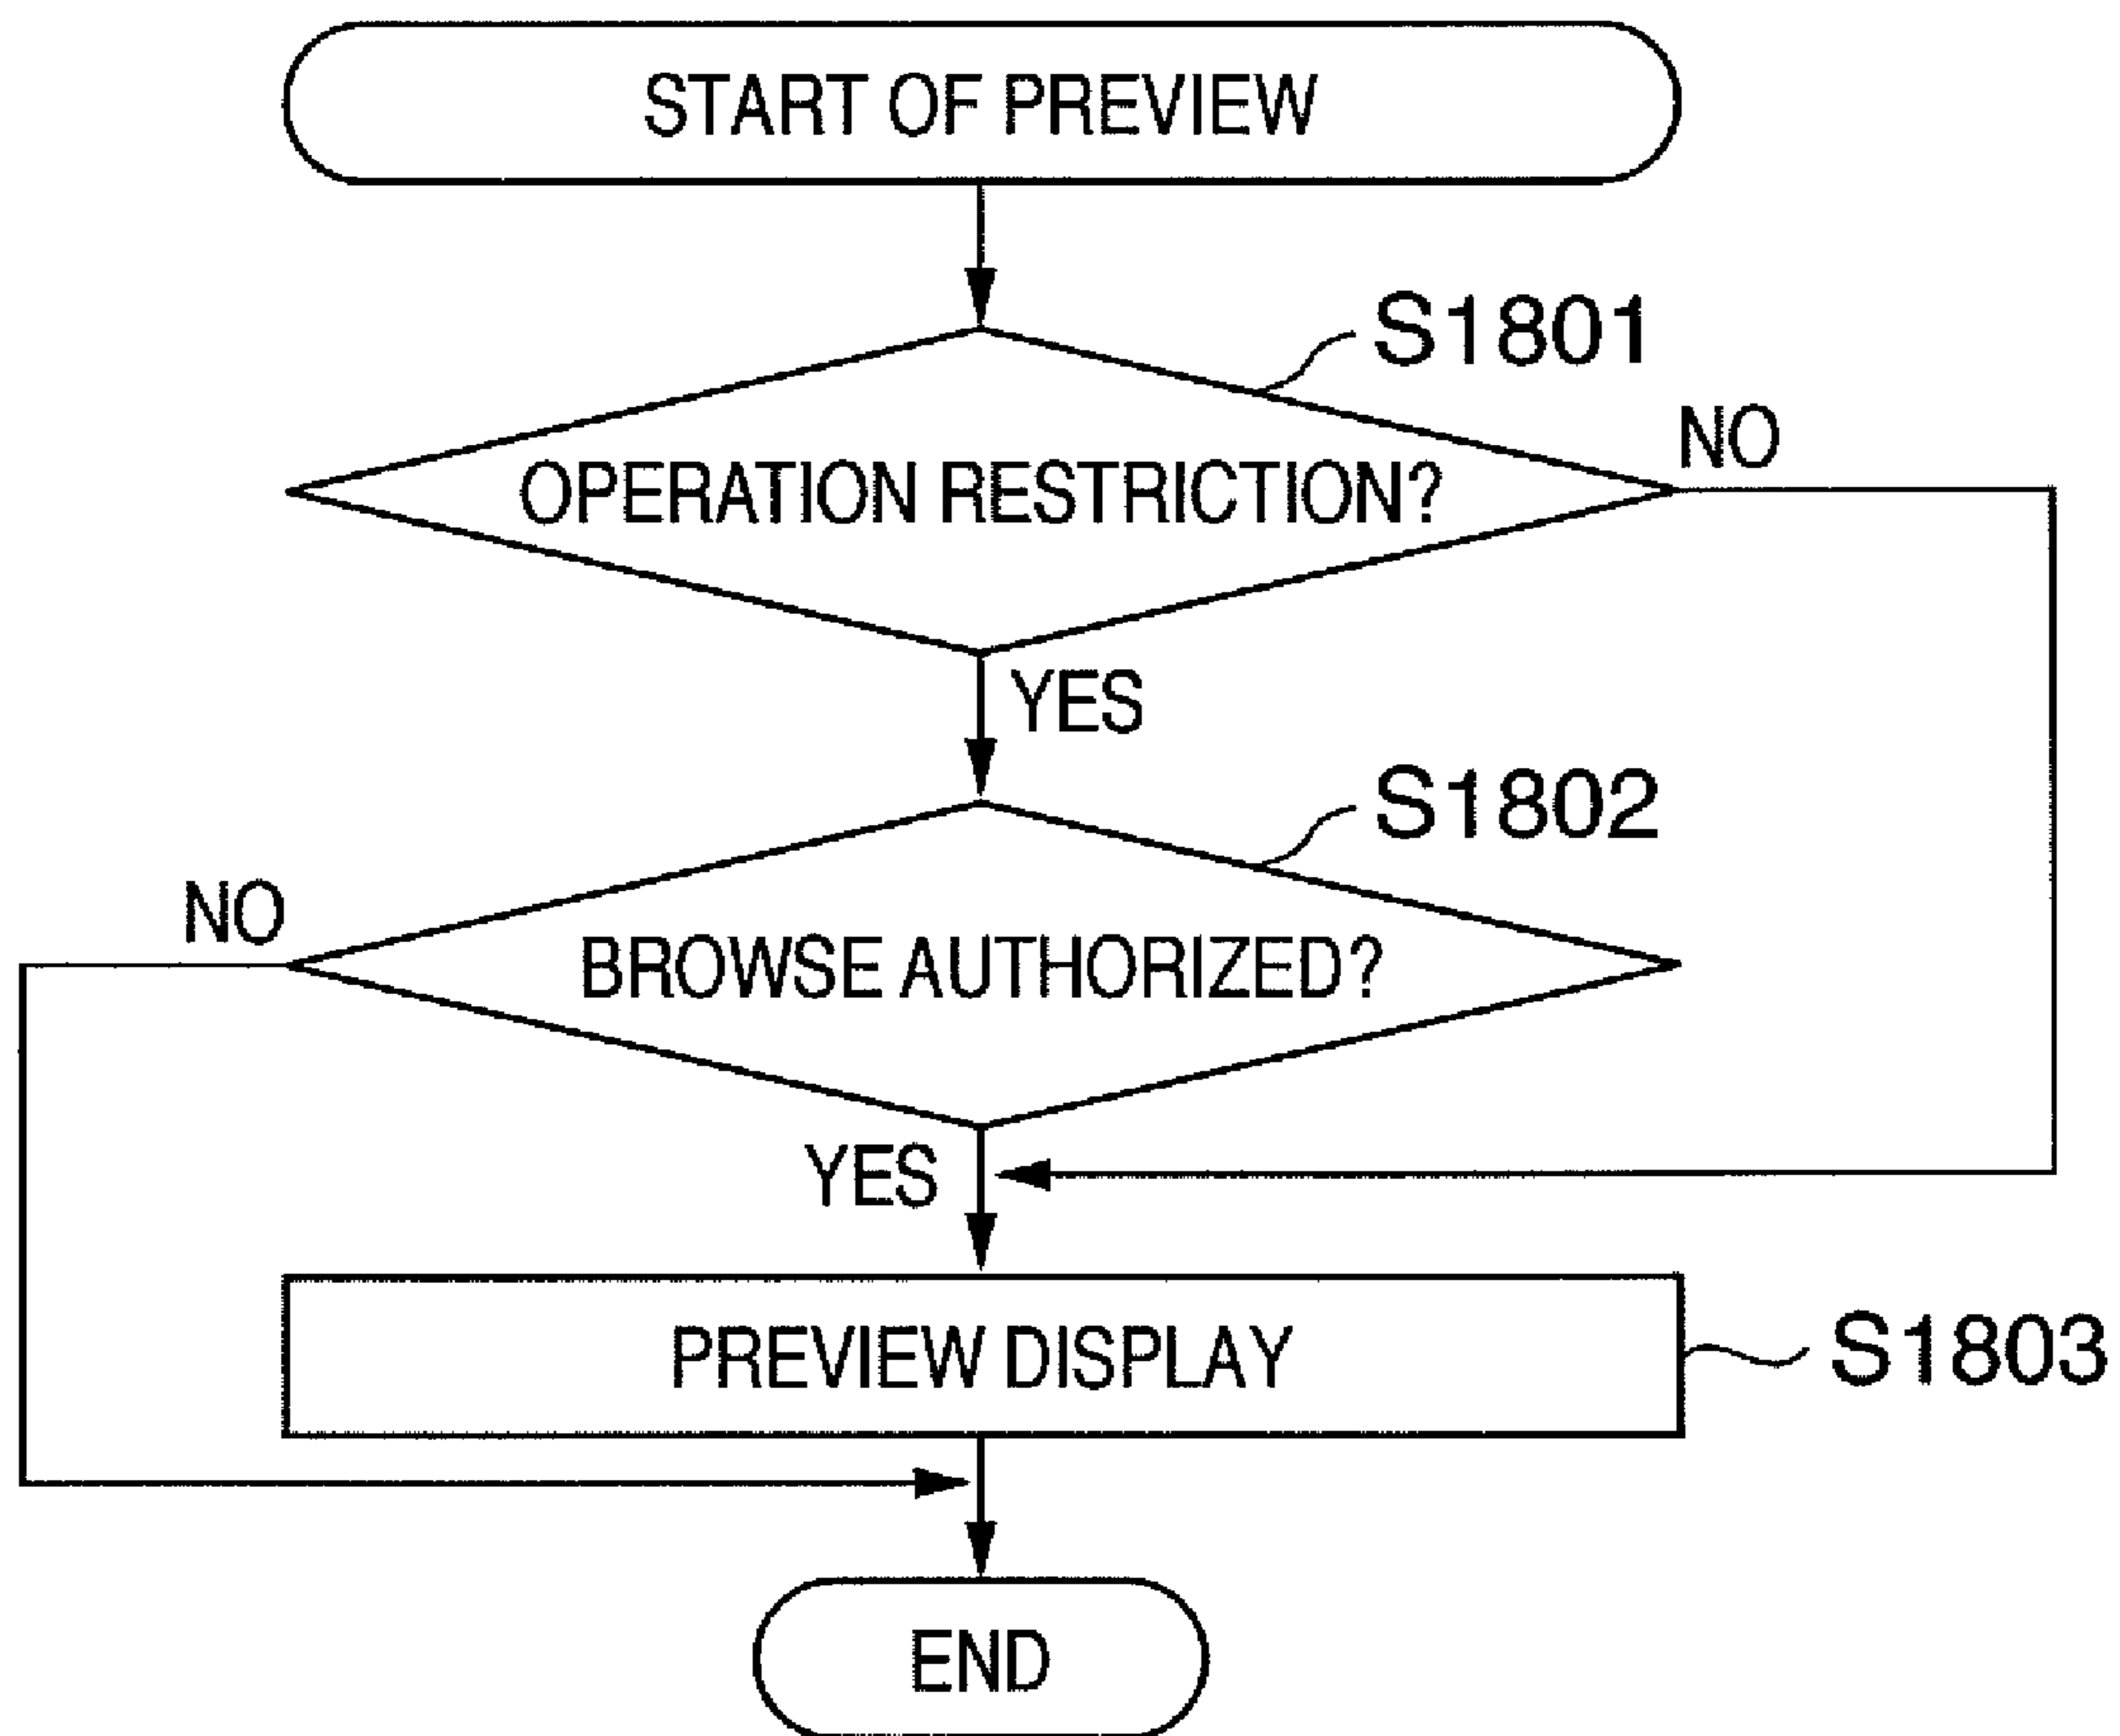 START OF PREVIEW
S1801
NO
OPERATION RESTRICTION?
YES
S1802
NO
BROWSE AUTHORIZED?
YES
PREVIEW DISPLAY
S1803
END